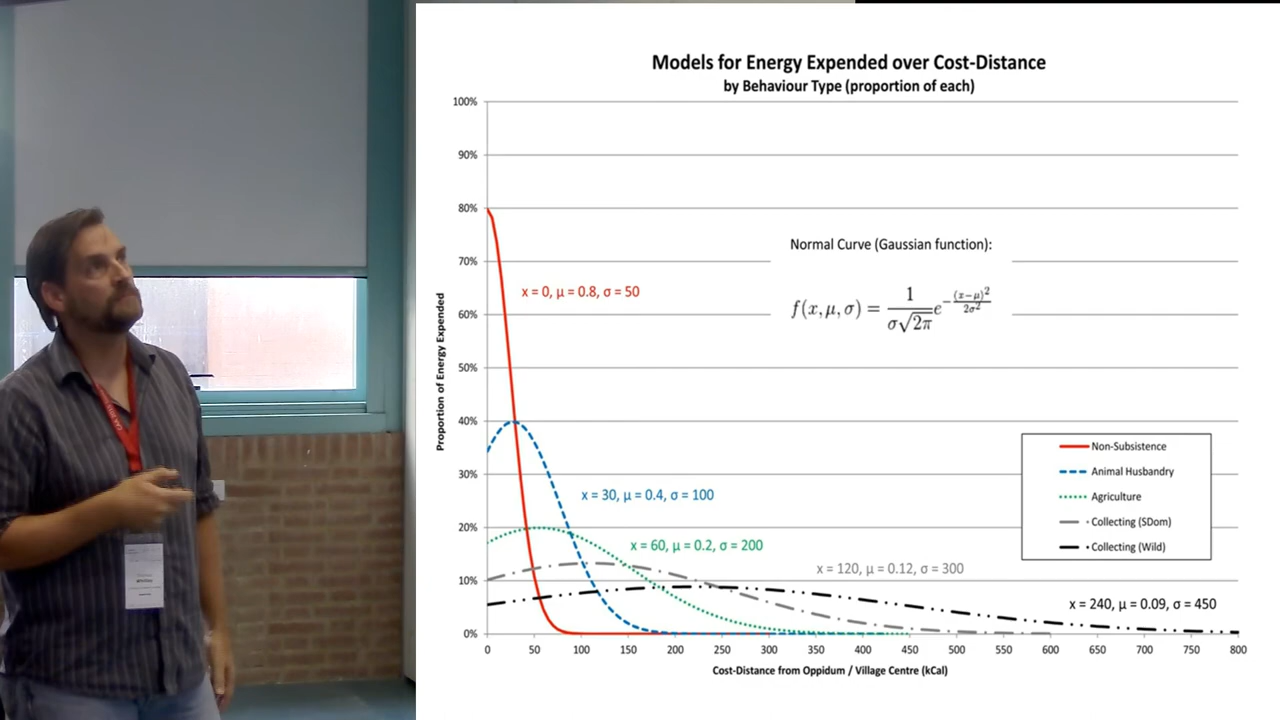 Models for Energy Expended over Cost-Distance
by Behaviour Type (proportion of each)
100%
90%
80%
70%
60%
50%
40%
30%
20%
10%
0%
Proportion of Energy Expended
Normal Curve (Gaussian function):
f(x, μ, σ) = 1/(σ√2π) e^(-(x-μ)²/2σ²)
x = 0, μ = 0.8, σ = 50
x = 30, μ = 0.4, σ = 100
x = 60, μ = 0.2, σ = 200
x = 120, μ = 0.12, σ = 300
x = 240, μ = 0.09, σ = 450
Non-Subsistence
Animal Husbandry
Agriculture
Collecting (SDom)
Collecting (Wild)
0 50 100 150 200 250 300 350 400 450 500 550 600 650 700 750 800
Cost-Distance from Oppidum / Village Centre (kCal)